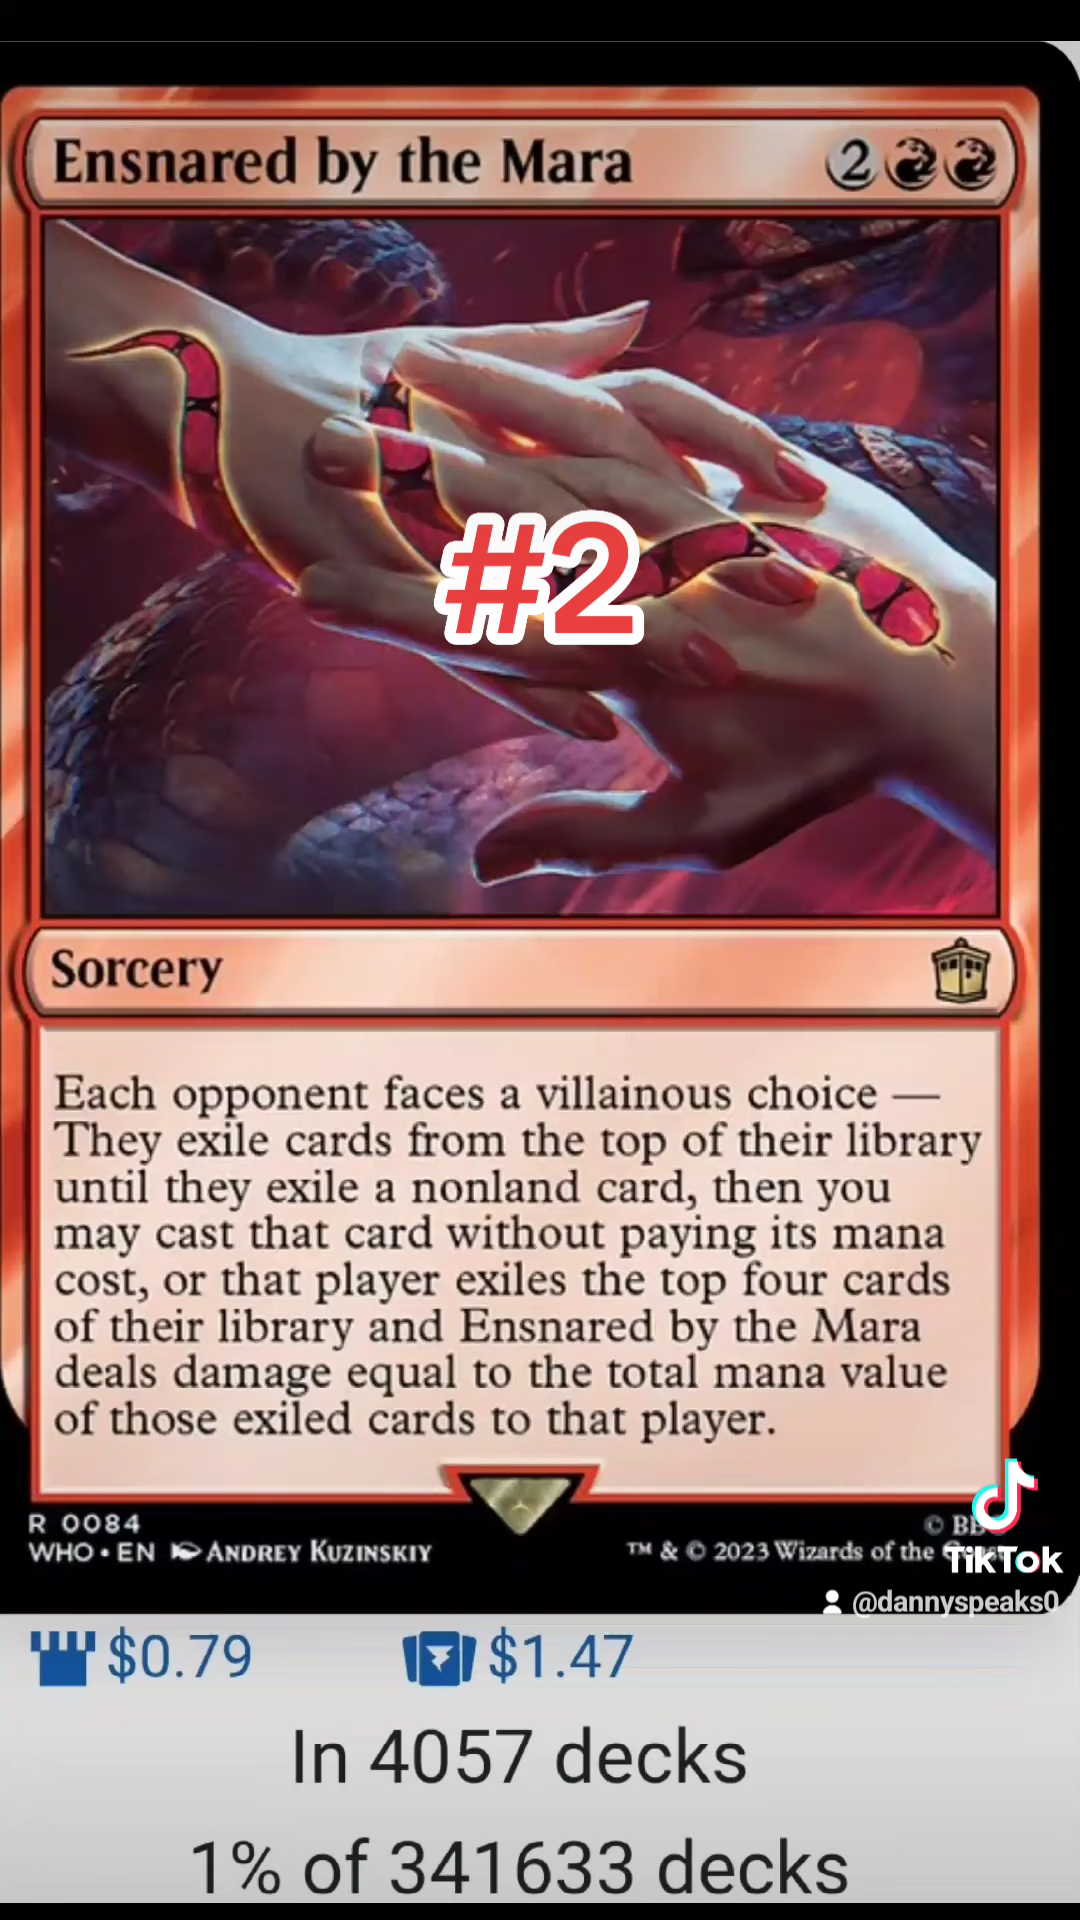 Ensnared by the Mara 2
#2
Sorcery
Each opponent faces a villainous choice —
They exile cards from the top of their library
until they exile a nonland card, then you
may cast that card without paying its mana
cost, or that player exiles the top four cards
of their library and Ensnared by the Mara
deals damage equal to the total mana value
of those exiled cards to that player.
R 0084
WHO • EN ANDREY KUZINSKIY
©
™ & © 2023 Wizards of the
TikTok
@dannyspeaks0
$0.79 $1.47
In 4057 decks
1% of 341633 decks